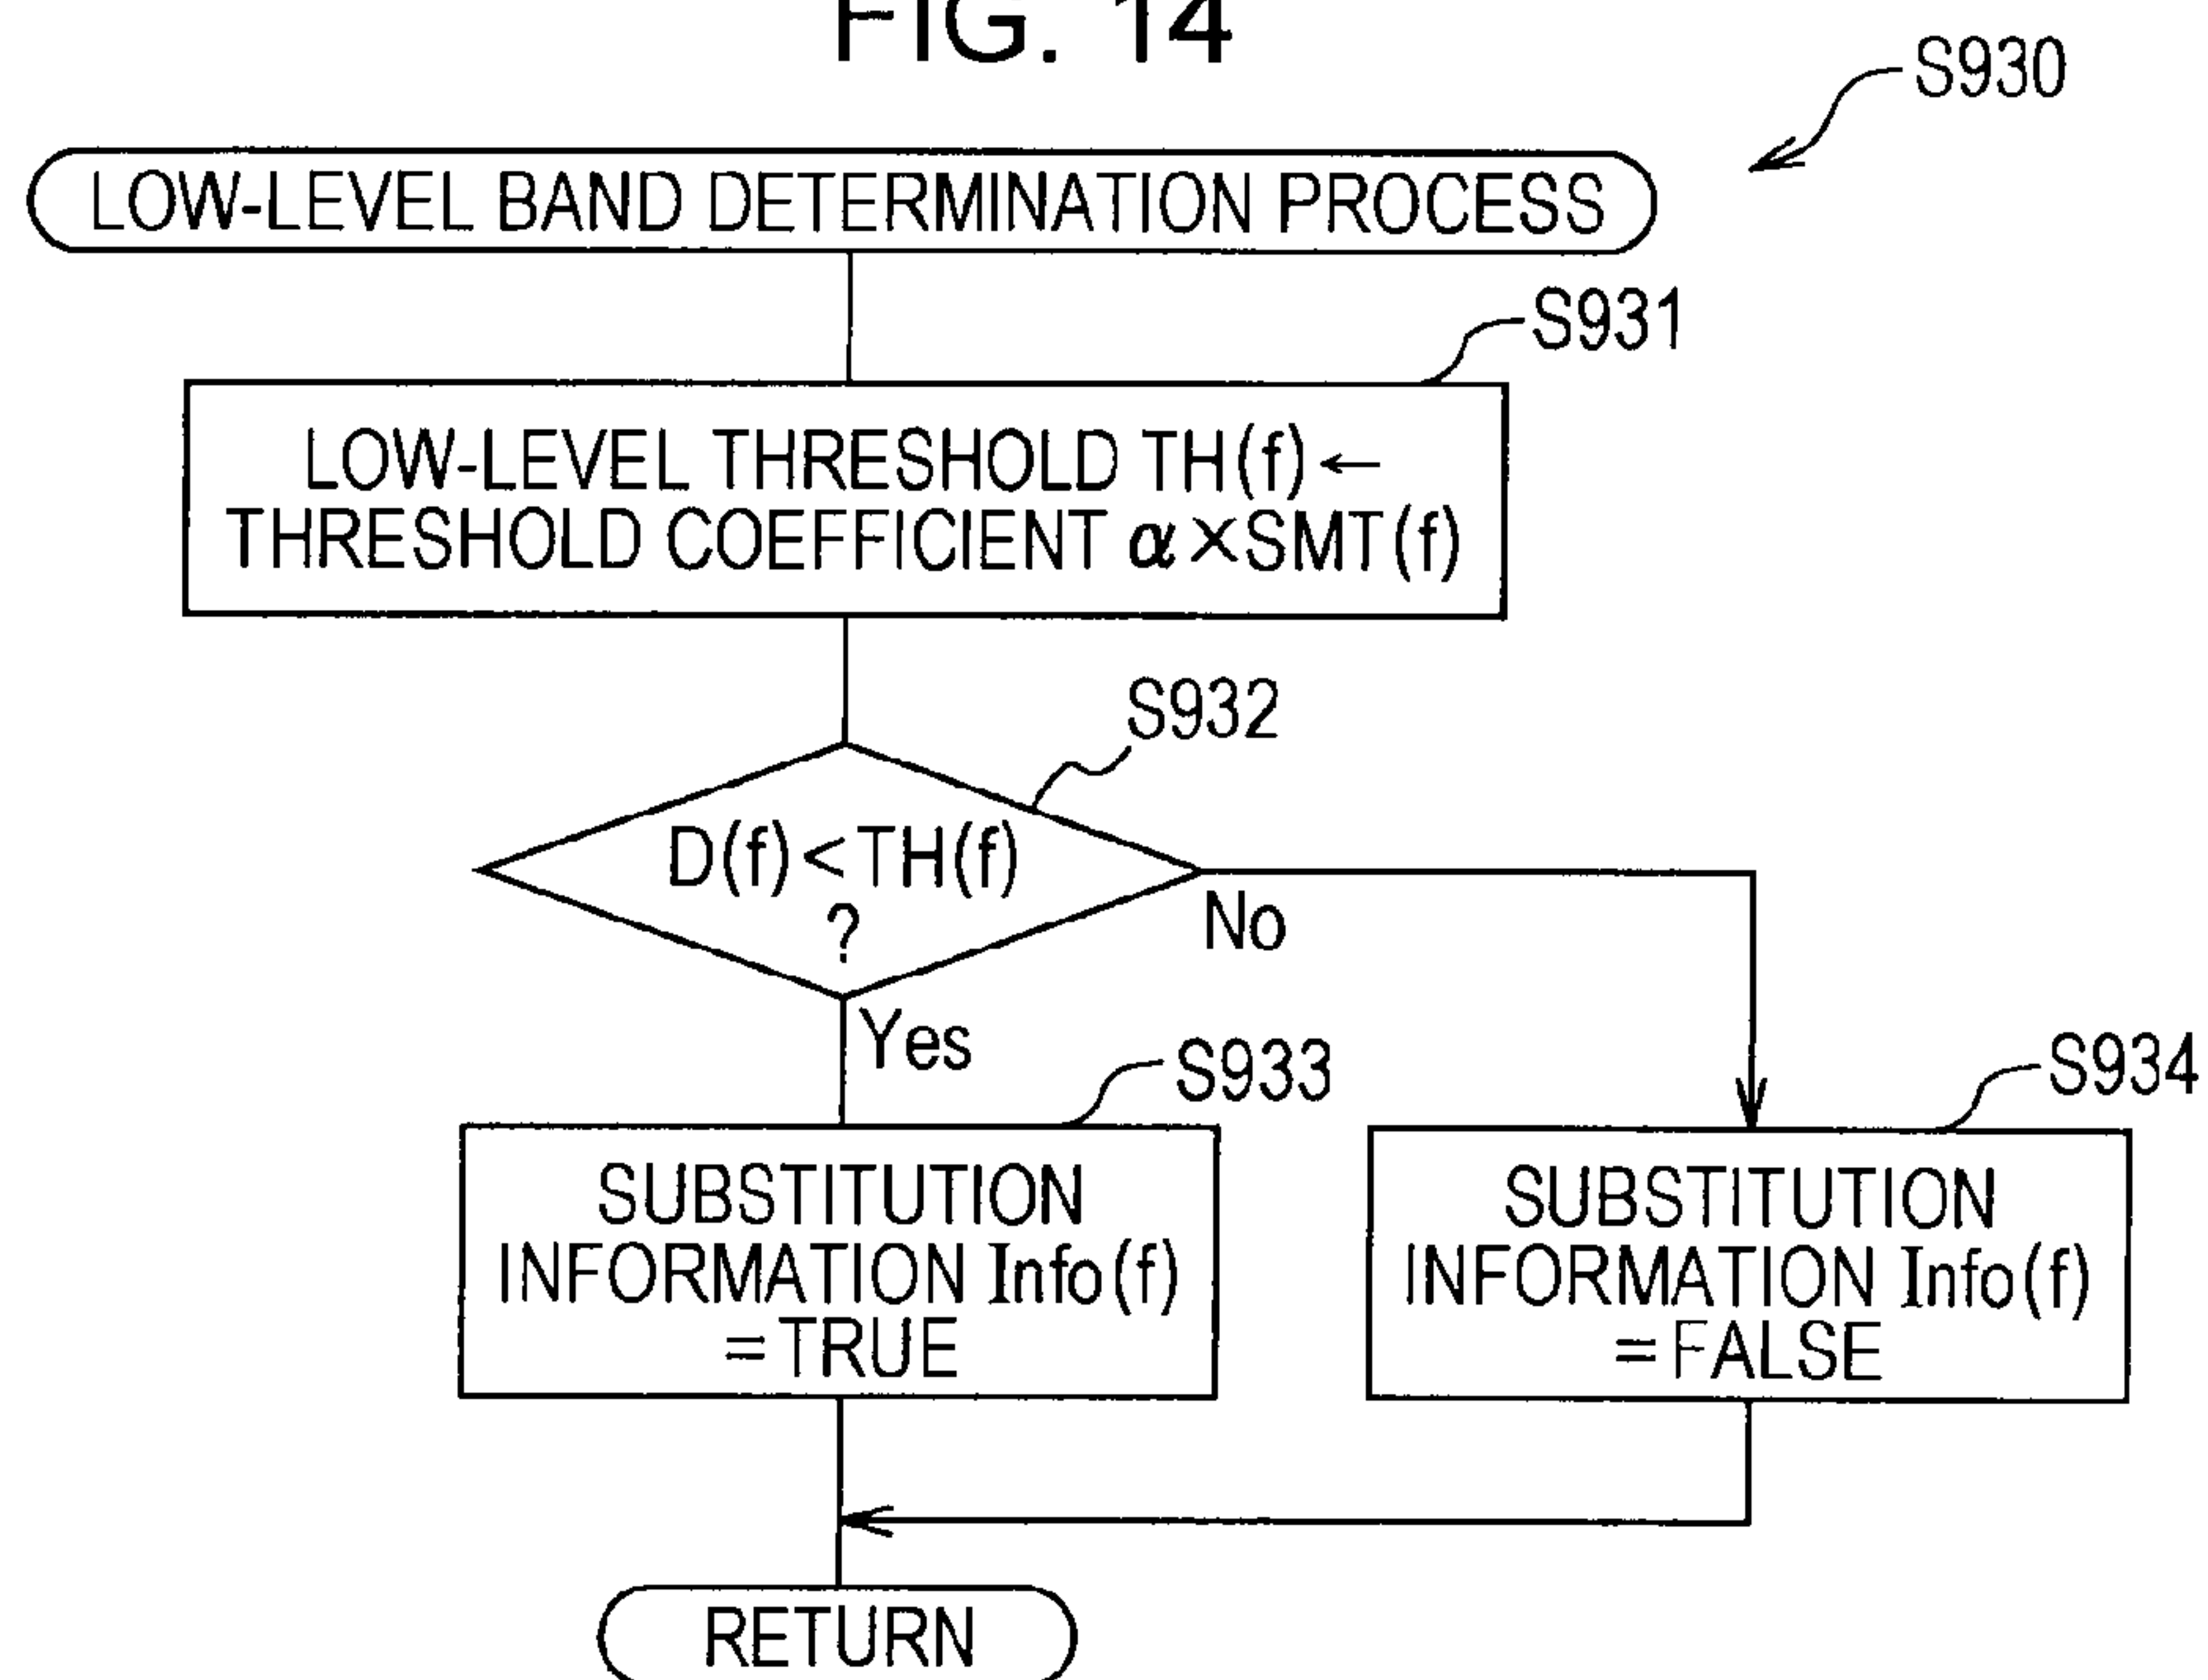 FIG. 14
S930
LOW-LEVEL BAND DETERMINATION PROCESS
S931
LOW-LEVEL THRESHOLD TH(f)←
THRESHOLD COEFFICIENT α×SMT(f)
S932
D(f)<TH(f)
?
No
Yes
S933
SUBSTITUTION
INFORMATION Info(f)
=TRUE
S934
SUBSTITUTION
INFORMATION Info(f)
=FALSE
RETURN